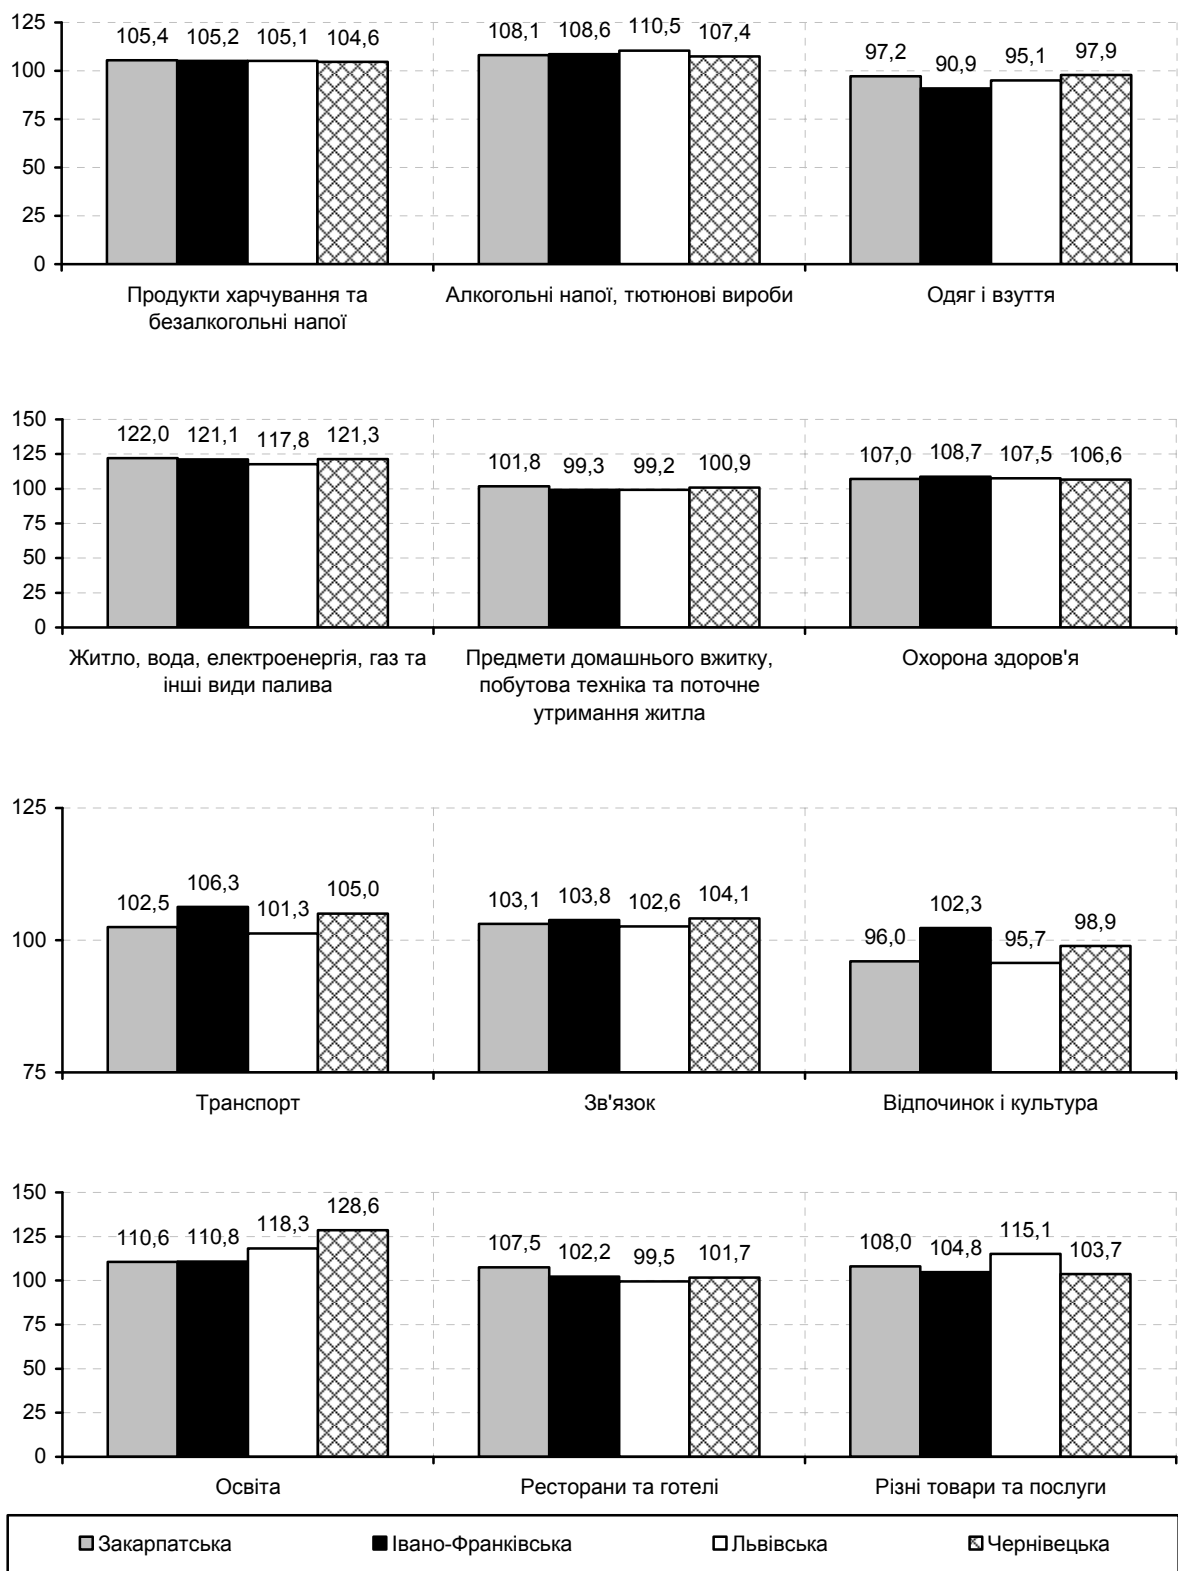 125
100
75
50
25
0
105,4 105,2 105,1 104,6
108,1 108,6 110,5 107,4
97,2 90,9 95,1 97,9
Продукти харчування та
безалкогольні напої
Алкогольні напої, тютюнові вироби
Одяг і взуття
150
125
100
75
50
25
0
122,0 121,1 117,8 121,3
101,8 99,3 99,2 100,9
107,0 108,7 107,5 106,6
Житло, вода, електроенергія, газ та
інші види палива
Предмети домашнього вжитку,
побутова техніка та поточне
утримання житла
Охорона здоров'я
125
100
75
102,5 106,3 101,3 105,0
103,1 103,8 102,6 104,1
96,0 102,3 95,7 98,9
Транспорт
Зв'язок
Відпочинок і культура
150
125
100
75
50
25
0
110,6 110,8 118,3 128,6
107,5 102,2 99,5 101,7
108,0 104,8 115,1 103,7
Освіта
Ресторани та готелі
Різні товари та послуги
Закарпатська Івано-Франківська Львівська Чернівецька